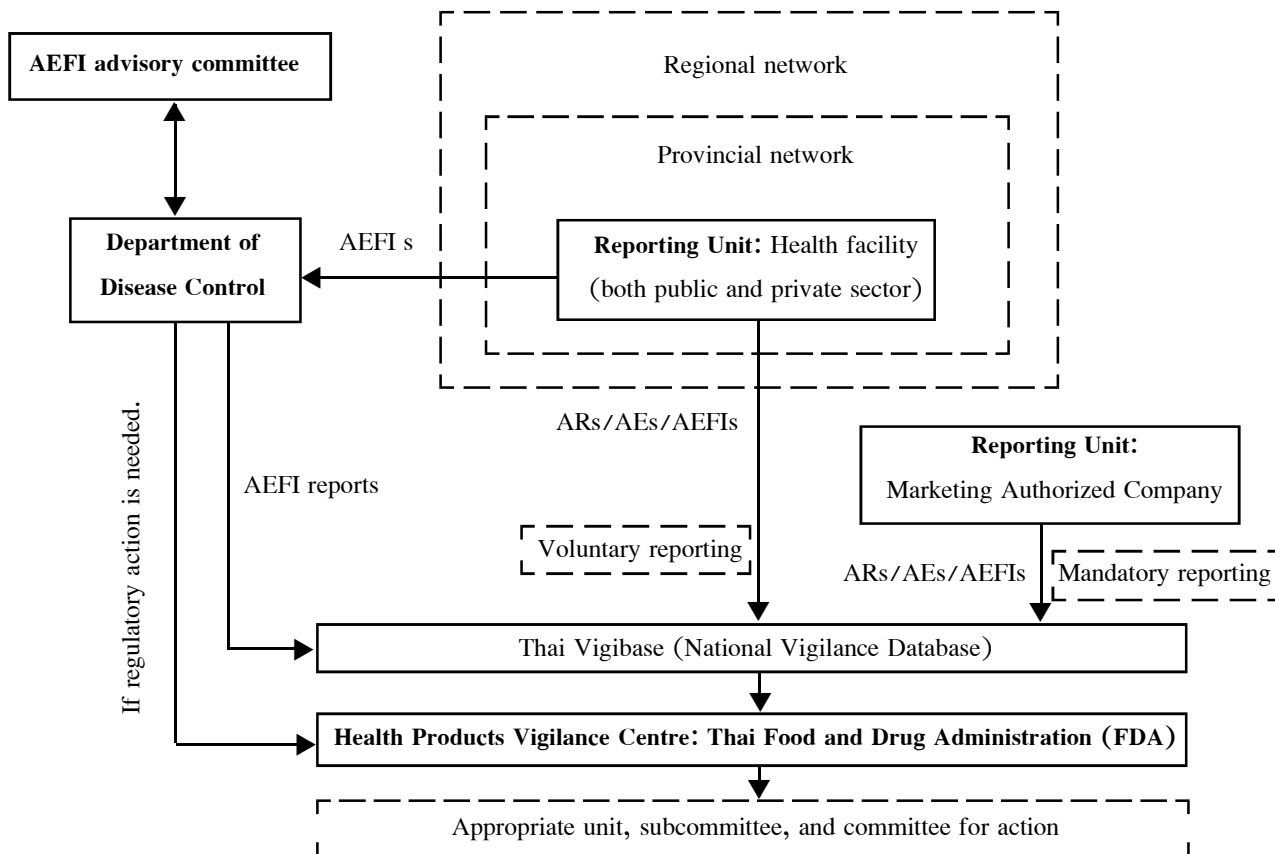 AEFI advisory committee
Regional network
Provincial network
Department of
Disease Control
AEFI s
Reporting Unit: Health facility
(both public and private sector)
If regulatory action is needed.
AEFI reports
ARs/AEs/AEFIs
Reporting Unit:
Marketing Authorized Company
Voluntary reporting
ARs/AEs/AEFIs
Mandatory reporting
Thai Vigibase (National Vigilance Database)
Health Products Vigilance Centre: Thai Food and Drug Administration (FDA)
Appropriate unit, subcommittee, and committee for action